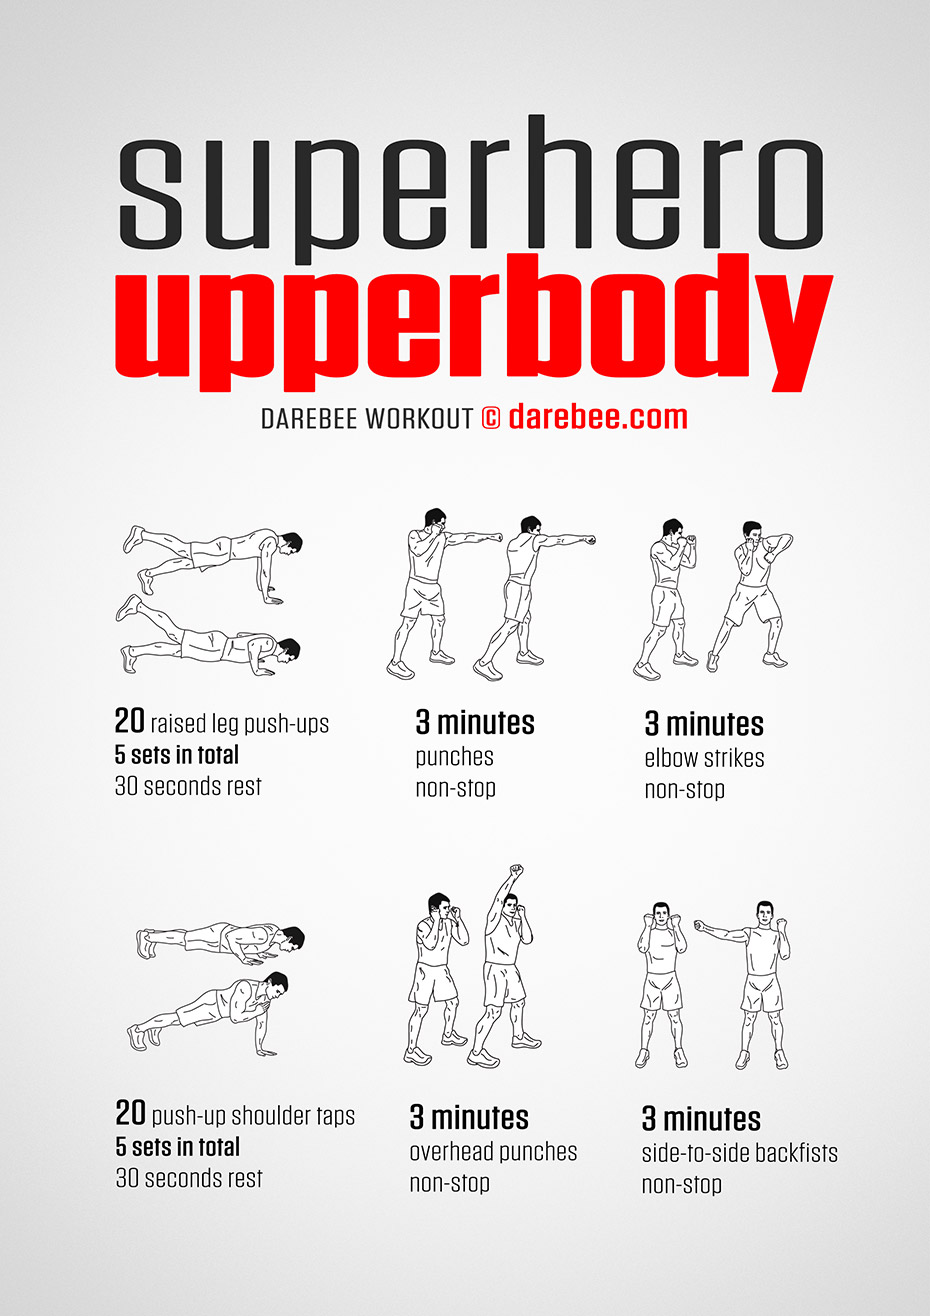 superhero
upperbody
DAREBEE WORKOUT © darebee.com
20 raised leg push-ups
5 sets in total
30 seconds rest
3 minutes
punches
non-stop
3 minutes
elbow strikes
non-stop
20 push-up shoulder taps
5 sets in total
30 seconds rest
3 minutes
overhead punches
non-stop
3 minutes
side-to-side backfists
non-stop